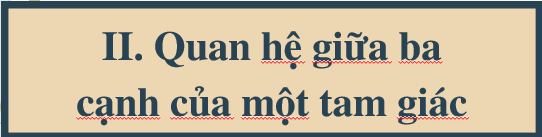 II. Quan hệ giữa ba
cạnh của một tam giác